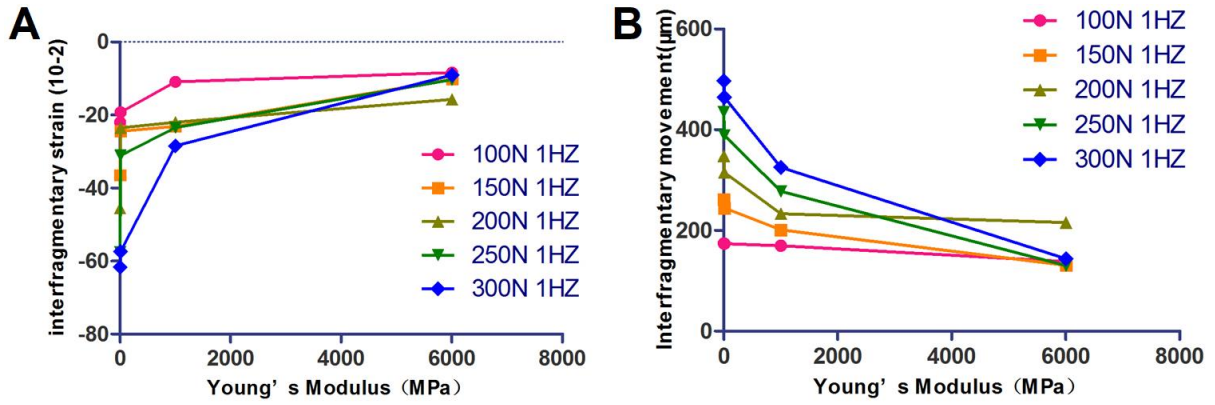 A
interfragmentary strain (10-2)
0
-20
-40
-60
-80
0 2000 4000 6000 8000
Young’ s Modulus（MPa）
100N 1HZ
150N 1HZ
200N 1HZ
250N 1HZ
300N 1HZ
B
Interfragmentary movement(μm)
600
400
200
0
0 2000 4000 6000 8000
Young’ s Modulus（MPa）
100N 1HZ
150N 1HZ
200N 1HZ
250N 1HZ
300N 1HZ